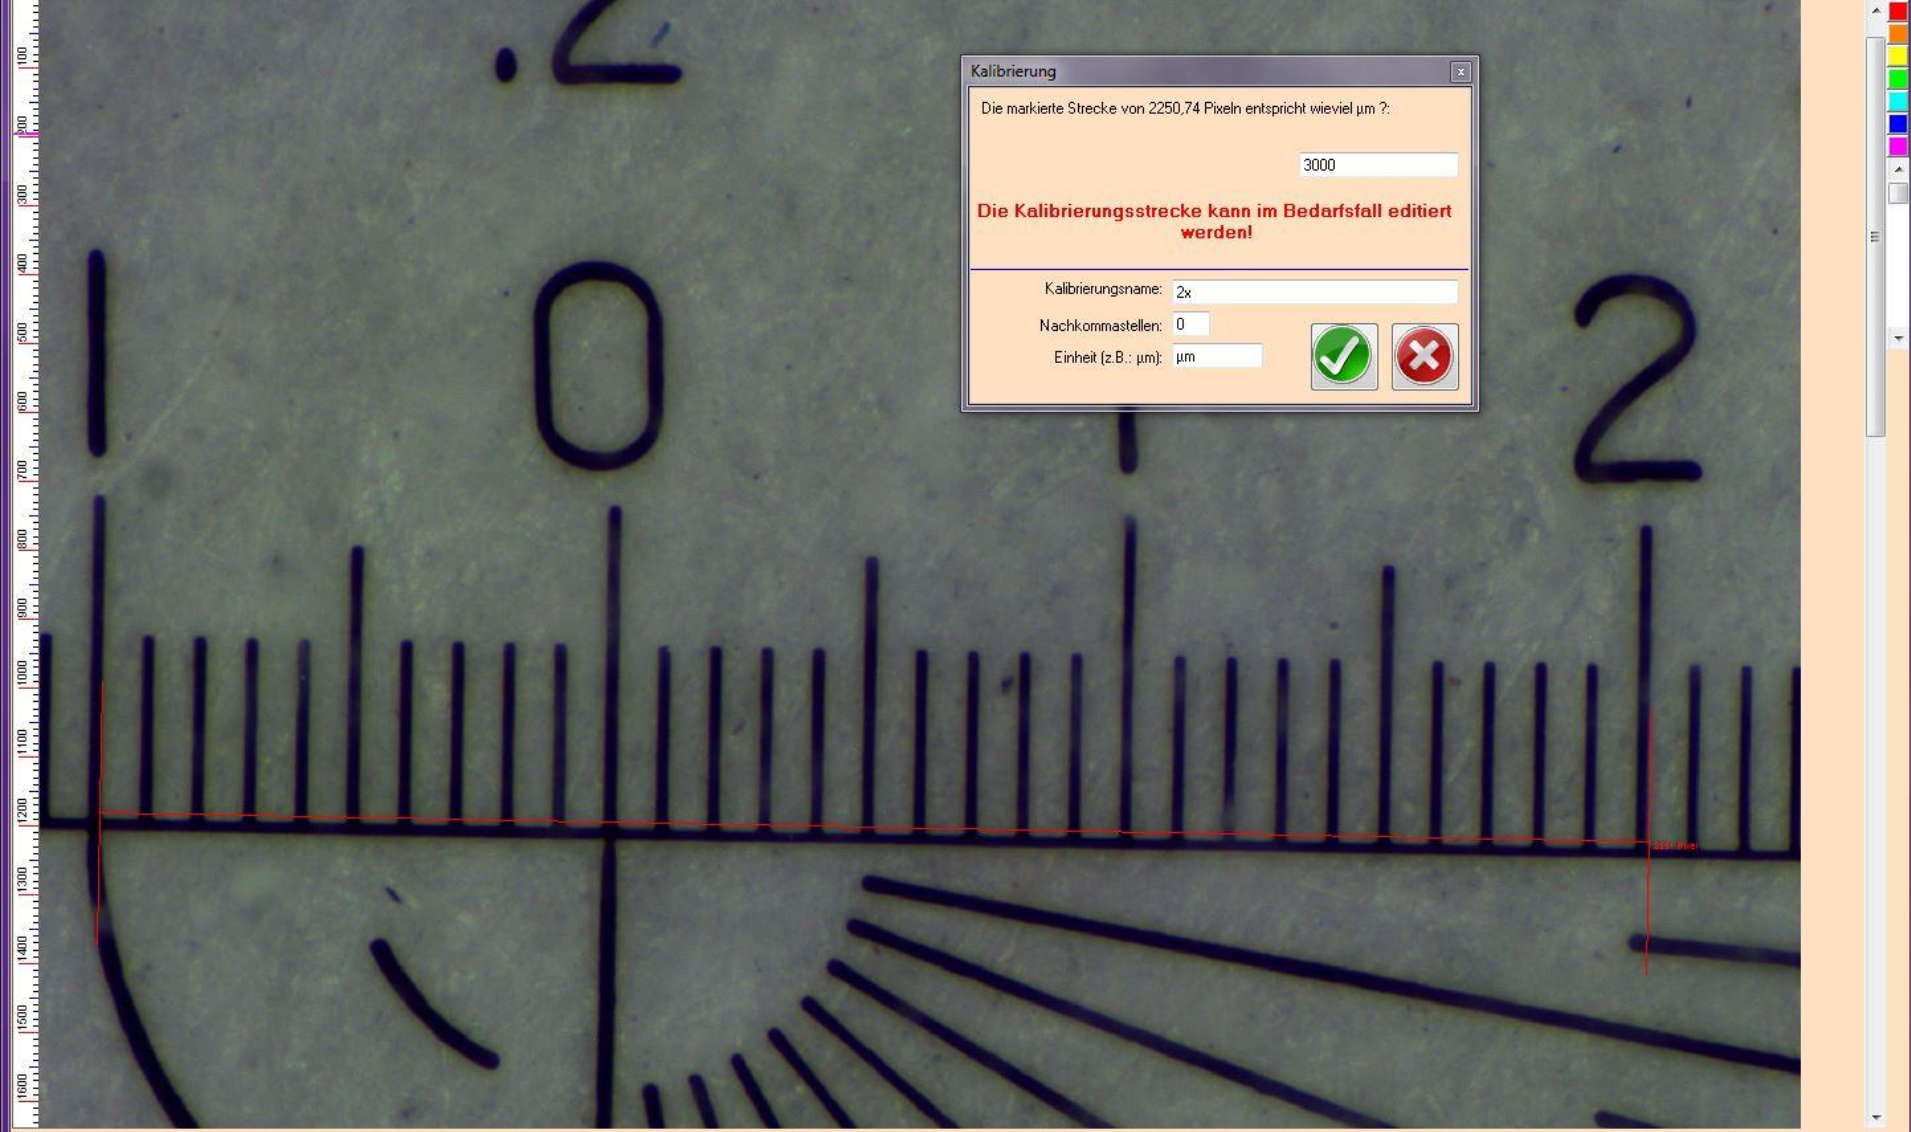 .2
Kalibrierung
Die markierte Strecke von 2250,74 Pixeln entspricht wieviel µm ?:
3000
Die Kalibrierungsstrecke kann im Bedarfsfall editiert
werden!
Kalibrierungsname: 2x
Nachkommastellen: 0
Einheit (z.B.: µm): µm
1 0 1 2
2251 Pixel
100
200
300
400
500
600
700
800
900
1000
1100
1200
1300
1400
1500
1600